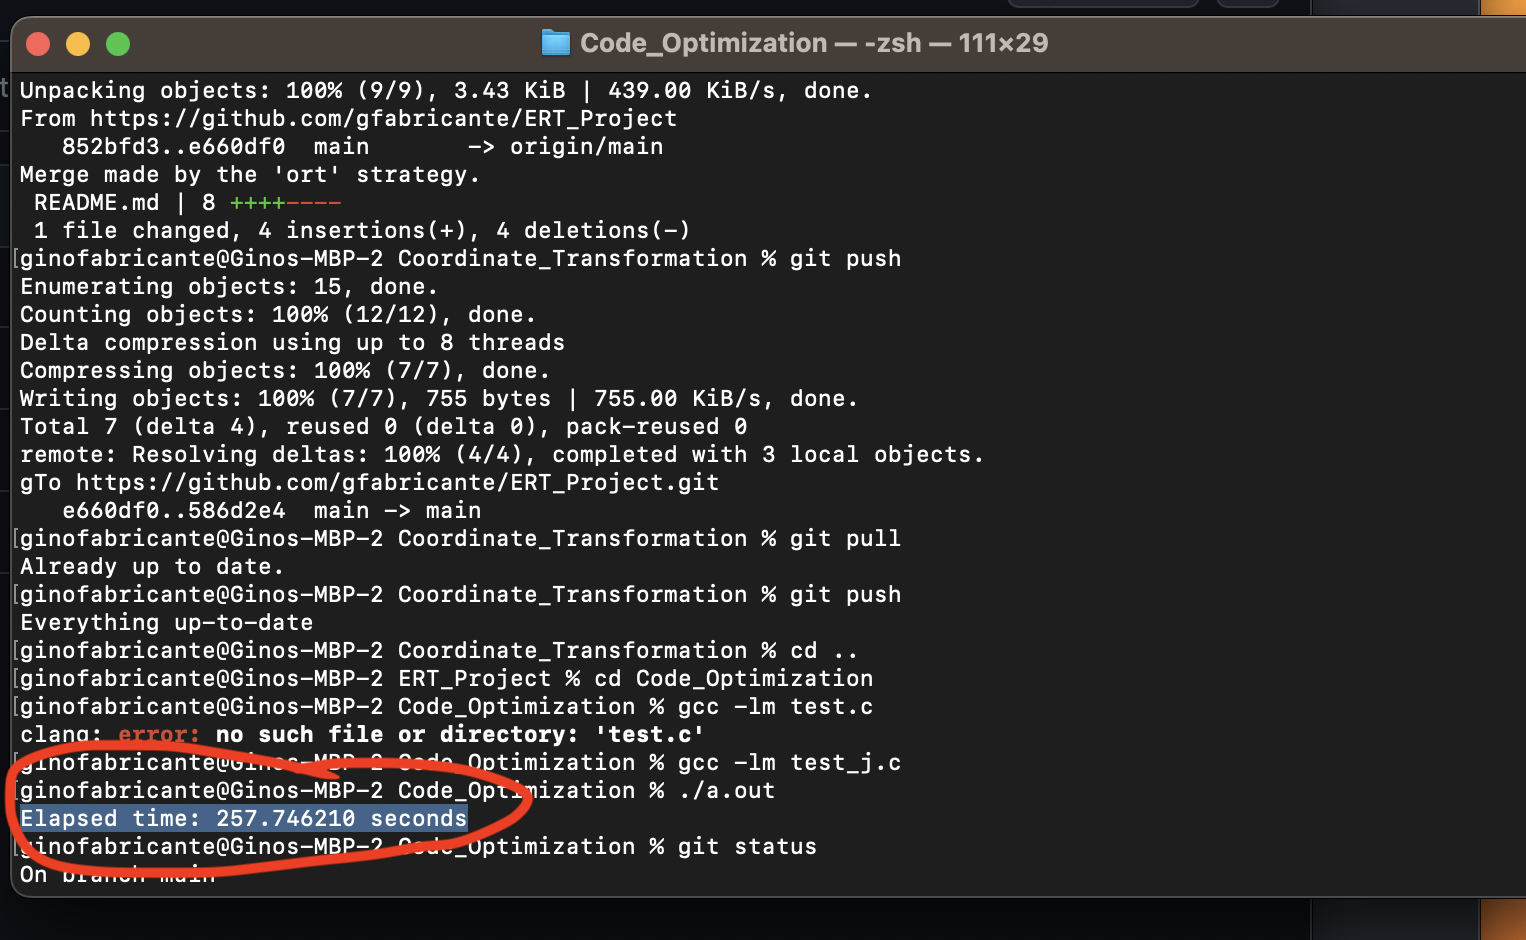 Code_Optimization — -zsh — 111×29
Unpacking objects: 100% (9/9), 3.43 KiB | 439.00 KiB/s, done.
From https://github.com/gfabricante/ERT_Project
   852bfd3..e660df0  main       -> origin/main
Merge made by the 'ort' strategy.
 README.md | 8 ++++----
 1 file changed, 4 insertions(+), 4 deletions(-)
[ginofabricante@Ginos-MBP-2 Coordinate_Transformation % git push
Enumerating objects: 15, done.
Counting objects: 100% (12/12), done.
Delta compression using up to 8 threads
Compressing objects: 100% (7/7), done.
Writing objects: 100% (7/7), 755 bytes | 755.00 KiB/s, done.
Total 7 (delta 4), reused 0 (delta 0), pack-reused 0
remote: Resolving deltas: 100% (4/4), completed with 3 local objects.
gTo https://github.com/gfabricante/ERT_Project.git
   e660df0..586d2e4  main -> main
[ginofabricante@Ginos-MBP-2 Coordinate_Transformation % git pull
Already up to date.
[ginofabricante@Ginos-MBP-2 Coordinate_Transformation % git push
Everything up-to-date
[ginofabricante@Ginos-MBP-2 Coordinate_Transformation % cd ..
[ginofabricante@Ginos-MBP-2 ERT_Project % cd Code_Optimization
[ginofabricante@Ginos-MBP-2 Code_Optimization % gcc -lm test.c
clang: error: no such file or directory: 'test.c'
[ginofabricante@Ginos-MBP-2 Code_Optimization % gcc -lm test_j.c
[ginofabricante@Ginos-MBP-2 Code_Optimization % ./a.out
Elapsed time: 257.746210 seconds
[ginofabricante@Ginos-MBP-2 Code_Optimization % git status
On branch main